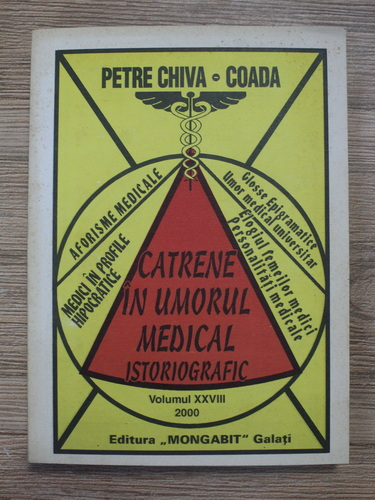 PETRE CHIVA - COADA
AFORISME MEDICALE
MEDICI ÎN PROFILE
HIPOCRATICE
Glosse Epigramatice
Umor medical universitar
Elogiul femeilor medici
Personalități medicale
CATRENE
ÎN UMORUL
MEDICAL
ISTORIOGRAFIC
Volumul XXVIII
2000
Editura „MONGABIT" Galați